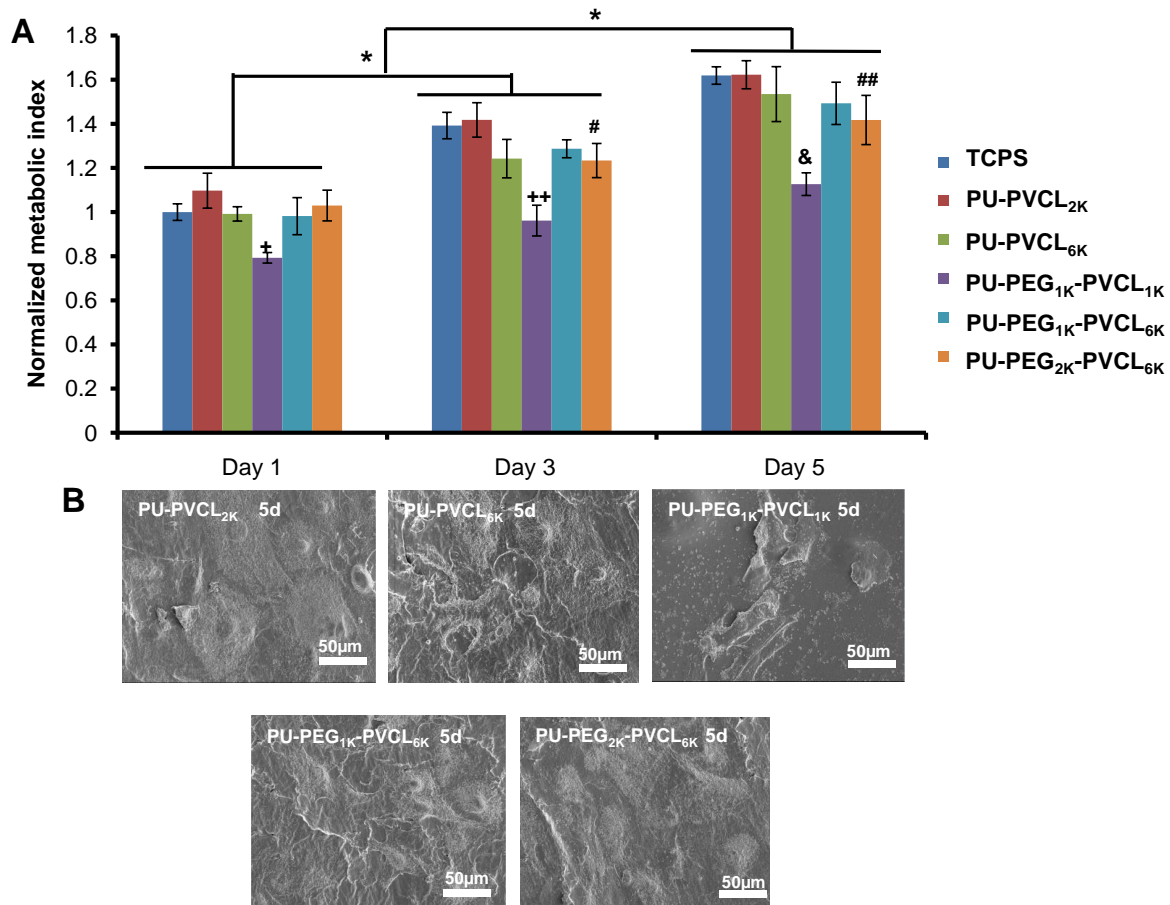 A
Normalized metabolic index
1.8
1.6
1.4
1.2
1
0.8
0.6
0.4
0.2
0
*
*
+
++
#
&
##
Day 1
Day 3
Day 5
TCPS
PU-PVCL2K
PU-PVCL6K
PU-PEG1K-PVCL1K
PU-PEG1K-PVCL6K
PU-PEG2K-PVCL6K
B
PU-PVCL2K 5d
50μm
PU-PVCL6K 5d
50μm
PU-PEG1K-PVCL1K 5d
50μm
PU-PEG1K-PVCL6K 5d
50μm
PU-PEG2K-PVCL6K 5d
50μm